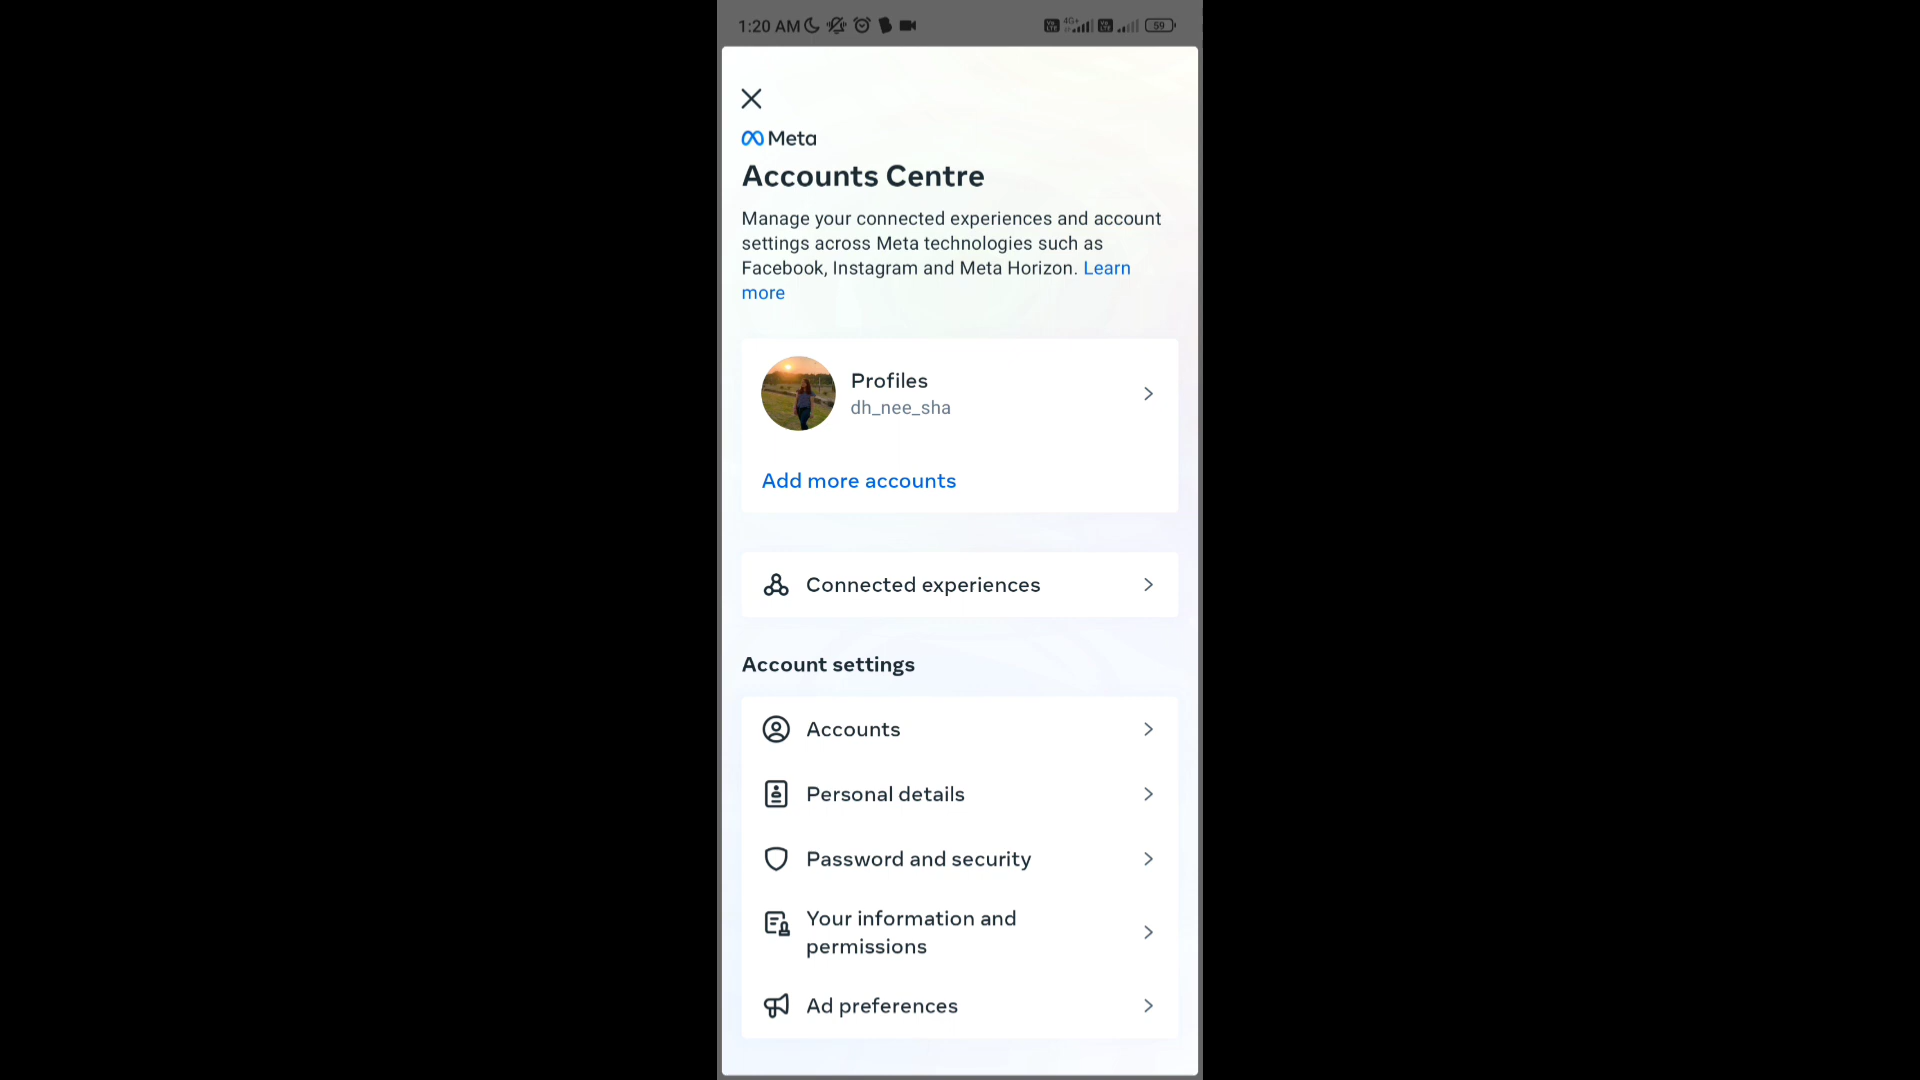 1:20 AM
4G+
59
Meta
Accounts Centre
Manage your connected experiences and account
settings across Meta technologies such as
Facebook, Instagram and Meta Horizon. Learn
more
Profiles
dh_nee_sha
Add more accounts
Connected experiences
Account settings
Accounts
Personal details
Password and security
Your information and
permissions
Ad preferences